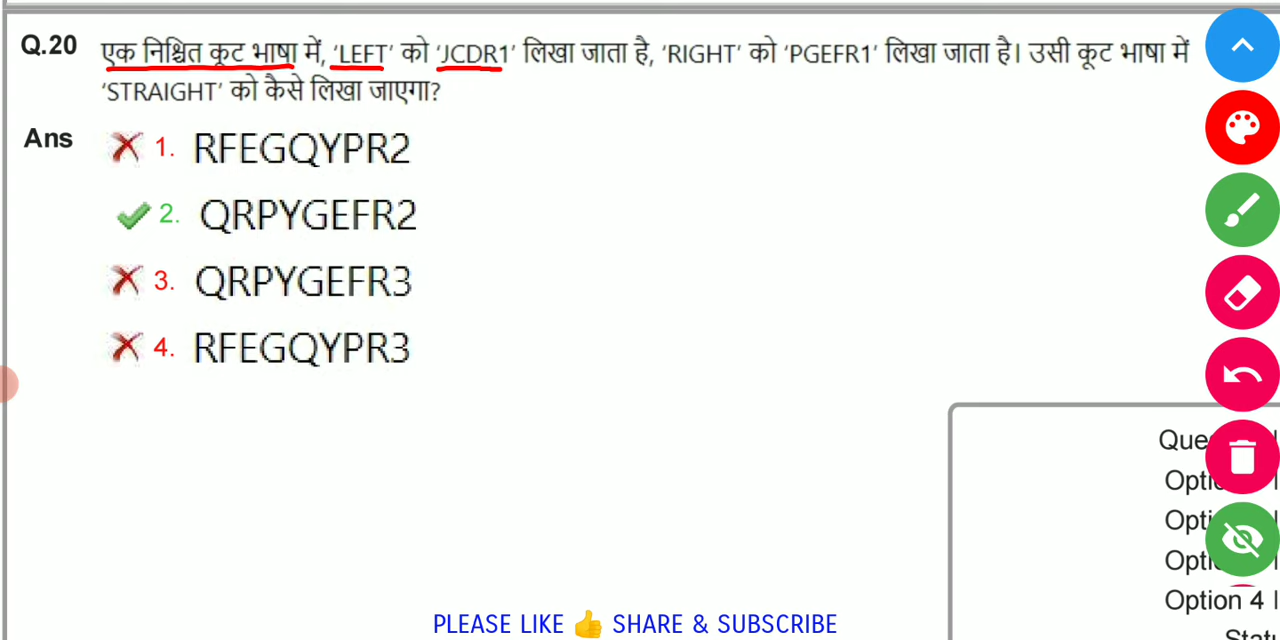 Q.20 एक निश्चित कूट भाषा में, 'LEFT' को 'JCDR1' लिखा जाता है, 'RIGHT' को 'PGEFR1' लिखा जाता है। उसी कूट भाषा में
'STRAIGHT' को कैसे लिखा जाएगा?
Ans
1. RFEGQYPR2
2. QRPYGEFR2
3. QRPYGEFR3
4. RFEGQYPR3
Option 4
PLEASE LIKE 👍 SHARE & SUBSCRIBE